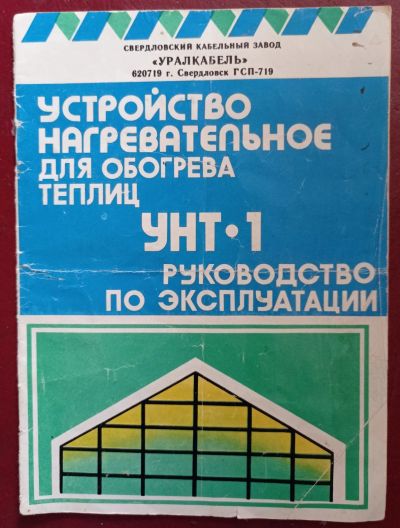 СВЕРДЛОВСКИЙ КАБЕЛЬНЫЙ ЗАВОД
«УРАЛКАБЕЛЬ»
620719 г. Свердловск ГСП-719
УСТРОЙСТВО
НАГРЕВАТЕЛЬНОЕ
ДЛЯ ОБОГРЕВА
ТЕПЛИЦ
УНТ·1
РУКОВОДСТВО
ПО ЭКСПЛУАТАЦИИ